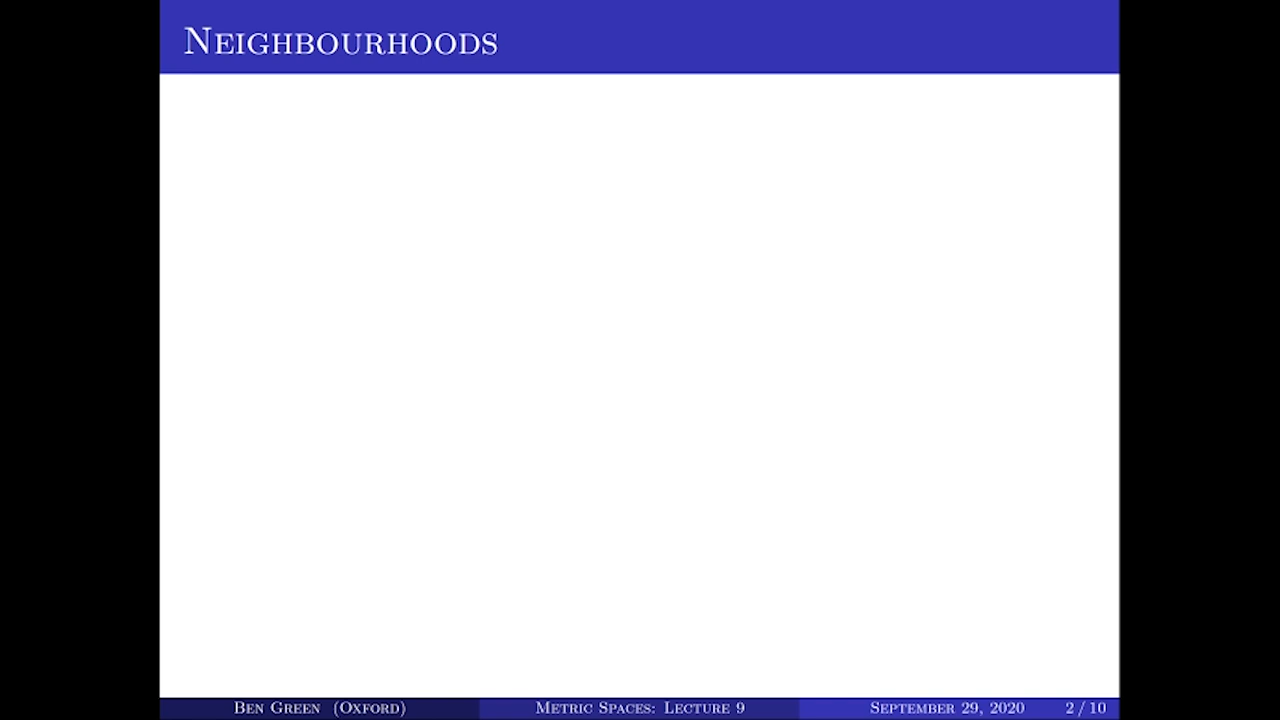 Neighbourhoods
Ben Green (Oxford) Metric Spaces: Lecture 9 September 29, 2020 2 / 10